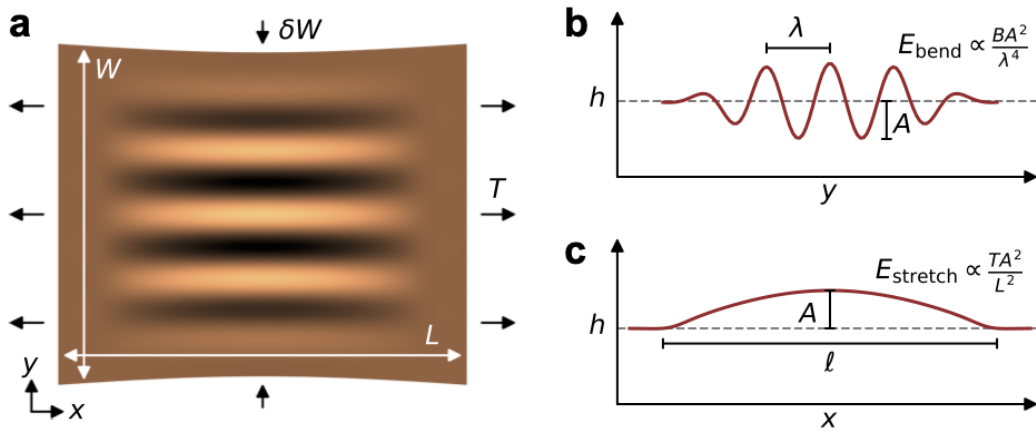 a
δW
W
T
L
y
x
b
λ
E_bend ∝ BA²/λ⁴
h
A
y
c
E_stretch ∝ TA²/L²
h
A
ℓ
x